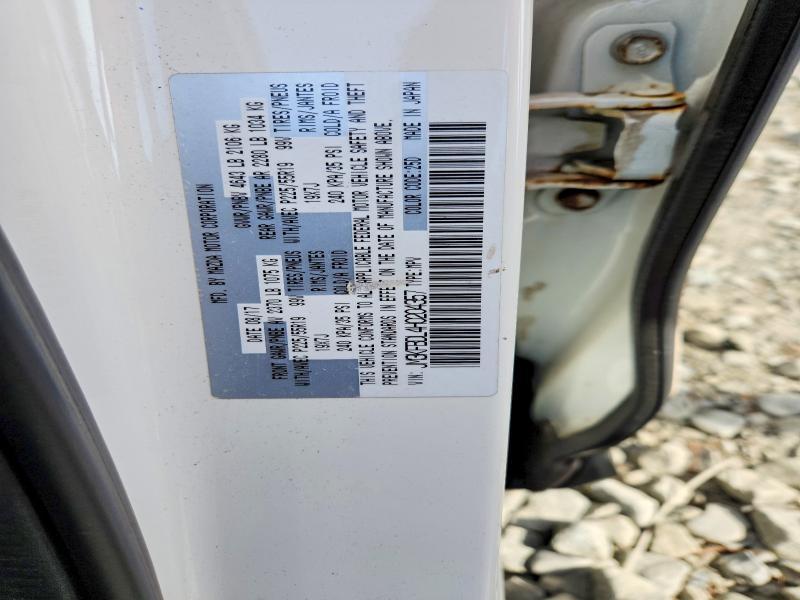 MFD. BY MAZDA MOTOR CORPORATION
DATE 03/17 GVWR/PNBV 4640 LB 2105 KG
FRONT GAWR/PNBE AV 2370 LB 1075 KG REAR GAWR/PNBE AR 2280 LB 1034 KG
WITH/AVEC P225/55R19 99V TIRES/PNEUS WITH/AVEC P225/55R19 99V TIRES/PNEUS
19X7J RIMS/JANTES 19X7J RIMS/JANTES
240 KPA/35 PSI COLD/A FROID 240 KPA/35 PSI COLD/A FROID
THIS VEHICLE CONFORMS TO ALL APPLICABLE FEDERAL MOTOR VEHICLE SAFETY AND THEFT
PREVENTION STANDARDS IN EFFECT ON THE DATE OF MANUFACTURE SHOWN ABOVE.
VIN: JM3KFBDL4H0204357 TYPE:MPV COLOR CODE:25D MADE IN JAPAN